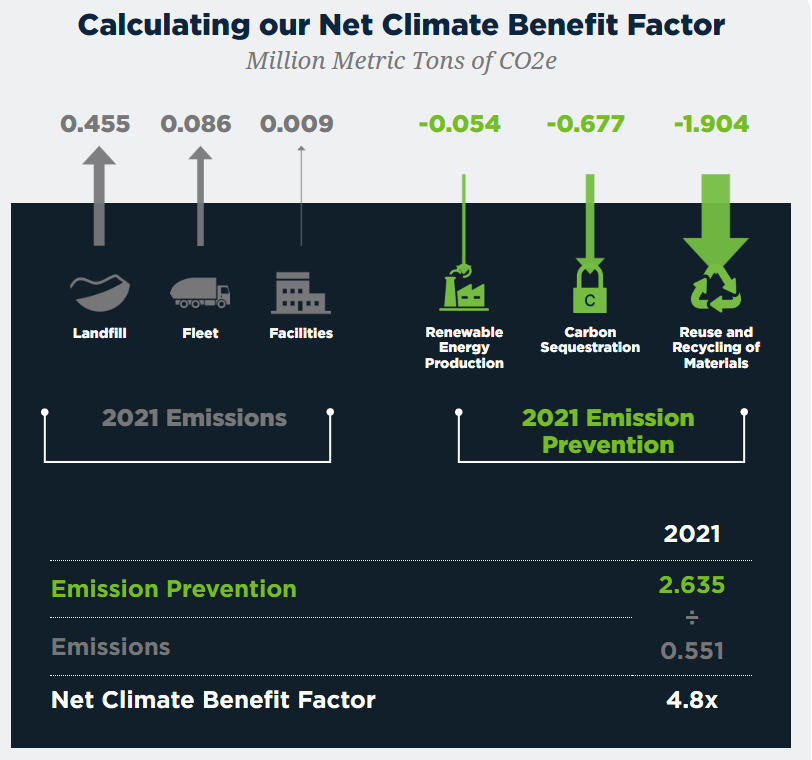 Calculating our Net Climate Benefit Factor
Million Metric Tons of CO2e
0.455 0.086 0.009 -0.054 -0.677 -1.904
C
Landfill Fleet Facilities
Renewable
Energy
Production
Carbon
Sequestration
Reuse and
Recycling of
Materials
2021 Emissions
2021 Emission
Prevention
2021
Emission Prevention 2.635
÷
Emissions 0.551
Net Climate Benefit Factor 4.8x